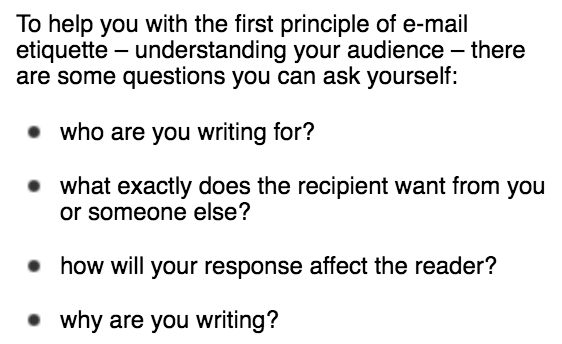 To help you with the first principle of e-mail
etiquette – understanding your audience – there
are some questions you can ask yourself:
• who are you writing for?
• what exactly does the recipient want from you
or someone else?
• how will your response affect the reader?
• why are you writing?